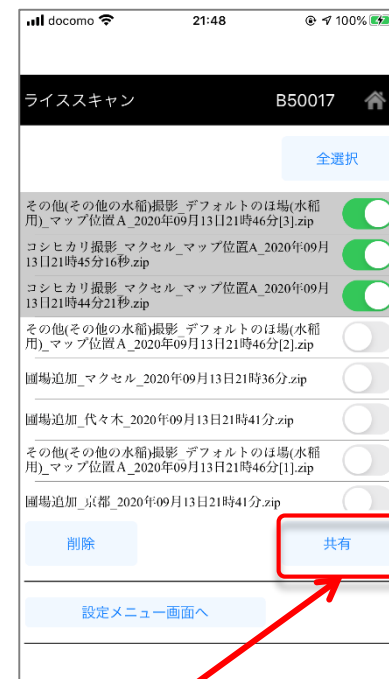 docomo 21:48 100%
ライススキャン B50017
全選択
その他(その他の水稲)撮影_デフォルトのほ場(水稲
用)_マップ位置A_2020年09月13日21時46分[3].zip
コシヒカリ撮影_マクセル_マップ位置A_2020年09月
13日21時45分16秒.zip
コシヒカリ撮影_マクセル_マップ位置A_2020年09月
13日21時44分21秒.zip
その他(その他の水稲)撮影_デフォルトのほ場(水稲
用)_マップ位置A_2020年09月13日21時46分[2].zip
圃場追加_マクセル_2020年09月13日21時36分.zip
圃場追加_代々木_2020年09月13日21時41分.zip
その他(その他の水稲)撮影_デフォルトのほ場(水稲
用)_マップ位置A_2020年09月13日21時46分[1].zip
圃場追加_京都_2020年09月13日21時41分.zip
削除 共有
設定メニュー画面へ